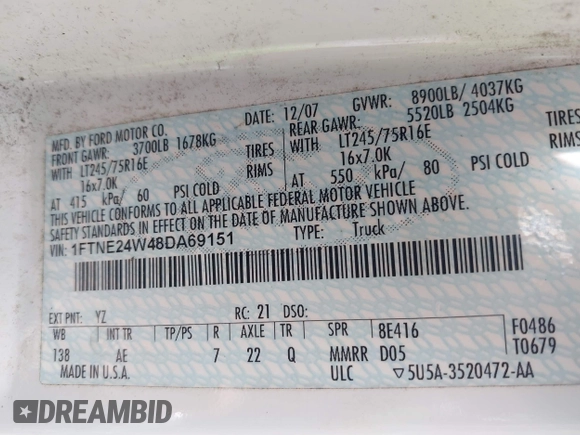 MFD. BY FORD MOTOR CO.
DATE: 12/07 GVWR: 8900LB/ 4037KG
FRONT GAWR: 3700LB 1678KG
REAR GAWR: 5520LB 2504KG
WITH LT245/75R16E TIRES
WITH LT245/75R16E TIRES
16x7.0K RIMS
16x7.0K RIMS
AT 415 kPa/ 60 PSI COLD
AT 550 kPa/ 80 PSI COLD
THIS VEHICLE CONFORMS TO ALL APPLICABLE FEDERAL MOTOR VEHICLE
SAFETY STANDARDS IN EFFECT ON THE DATE OF MANUFACTURE SHOWN ABOVE.
VIN: 1FTNE24W48DA69151 TYPE: Truck
EXT PNT: YZ RC: 21 DSO:
WB INT TR TP/PS R AXLE TR SPR 8E416 F0486
138 AE 7 22 Q MMRR D05 T0679
MADE IN U.S.A. ULC ▽5U5A-3520472-AA
DREAMBID